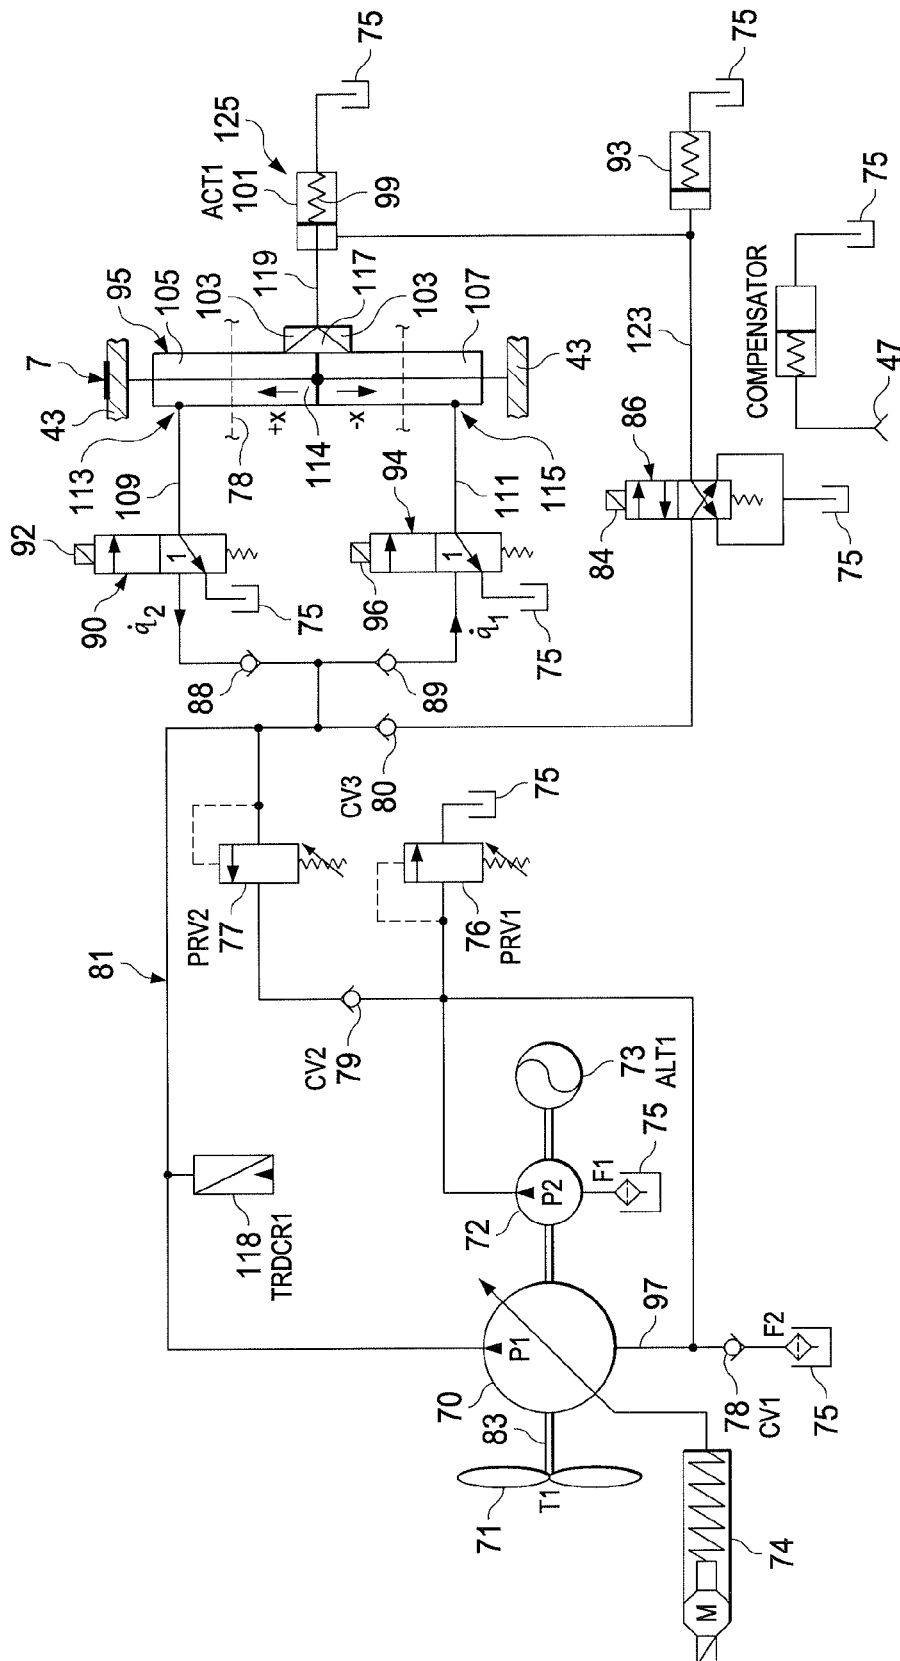 75
ACT1
101
125
99
119
103
117
103
95
105
107
7
43
43
+x
-x
78
114
113
115
109
111
92
90
1
94
96
1
75
75
q̇2
q̇1
88
89
93
75
123
86
84
75
COMPENSATOR
75
47
CV3
80
75
PRV2
77
76
PRV1
81
CV2
79
73
ALT1
118
TRDCR1
72
P2
F1
75
P1
70
83
97
71
T1
78
CV1
F2
75
M
74